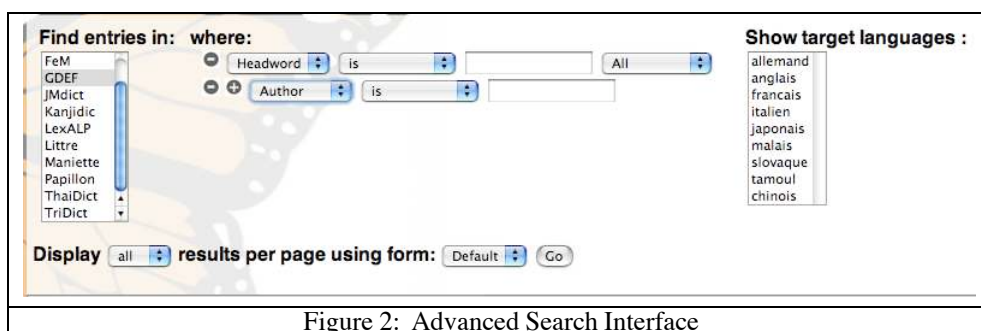 Find entries in: where: Show target languages :
FeM
GDEF
JMdict
Kanjidic
LexALP
Littre
Maniette
Papillon
ThaiDict
TriDict
Headword is All
Author is
allemand
anglais
francais
italien
japonais
malais
slovaque
tamoul
chinois
Display all results per page using form: Default Go
Figure 2: Advanced Search Interface